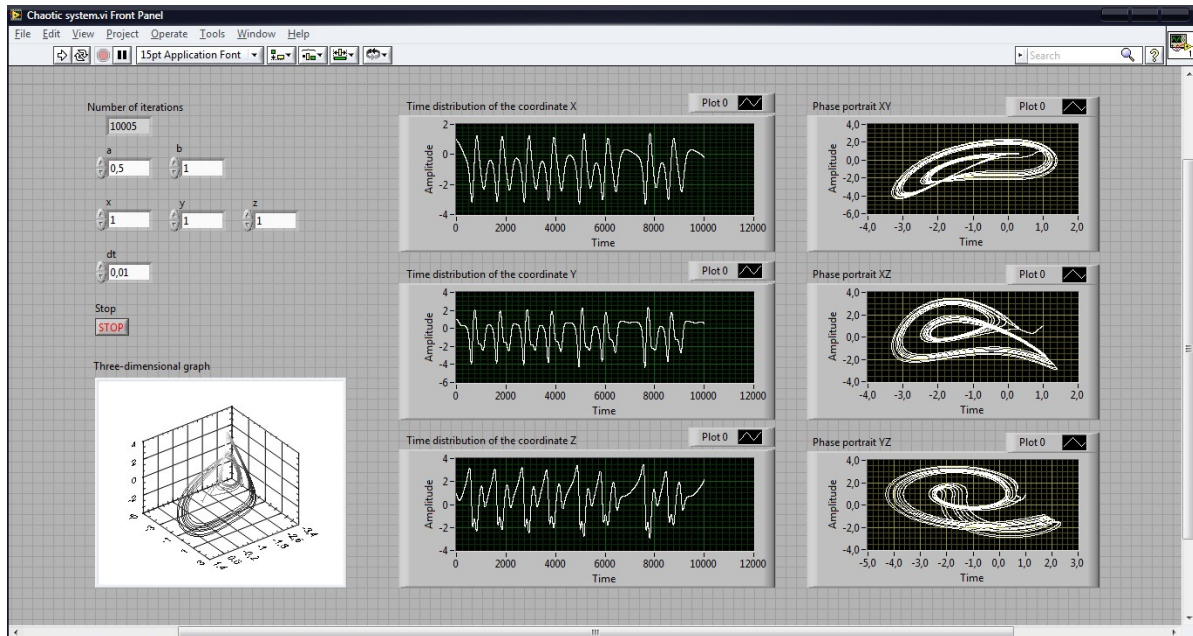 Chaotic system.vi Front Panel
File Edit View Project Operate Tools Window Help
15pt Application Font
Search
?
1
Number of iterations
10005
a b
0,5 1
x y z
1 1 1
dt
0,01
Stop
STOP
Three-dimensional graph
4
2
0
-2
Time distribution of the coordinate X
Plot 0
Amplitude
2
0
-2
-4
0 2000 4000 6000 8000 10000 12000
Time
Phase portrait XY
Plot 0
Amplitude
4,0
2,0
0,0
-2,0
-4,0
-6,0
-4,0 -3,0 -2,0 -1,0 0,0 1,0 2,0
Time
Time distribution of the coordinate Y
Plot 0
Amplitude
4
2
0
-2
-4
-6
0 2000 4000 6000 8000 10000 12000
Time
Phase portrait XZ
Plot 0
Amplitude
4,0
2,0
0,0
-2,0
-4,0
-4,0 -3,0 -2,0 -1,0 0,0 1,0 2,0
Time
Time distribution of the coordinate Z
Plot 0
Amplitude
4
2
0
-2
-4
0 2000 4000 6000 8000 10000 12000
Time
Phase portrait YZ
Plot 0
Amplitude
4,0
2,0
0,0
-2,0
-4,0
-5,0 -4,0 -3,0 -2,0 -1,0 0,0 1,0 2,0 3,0
Time